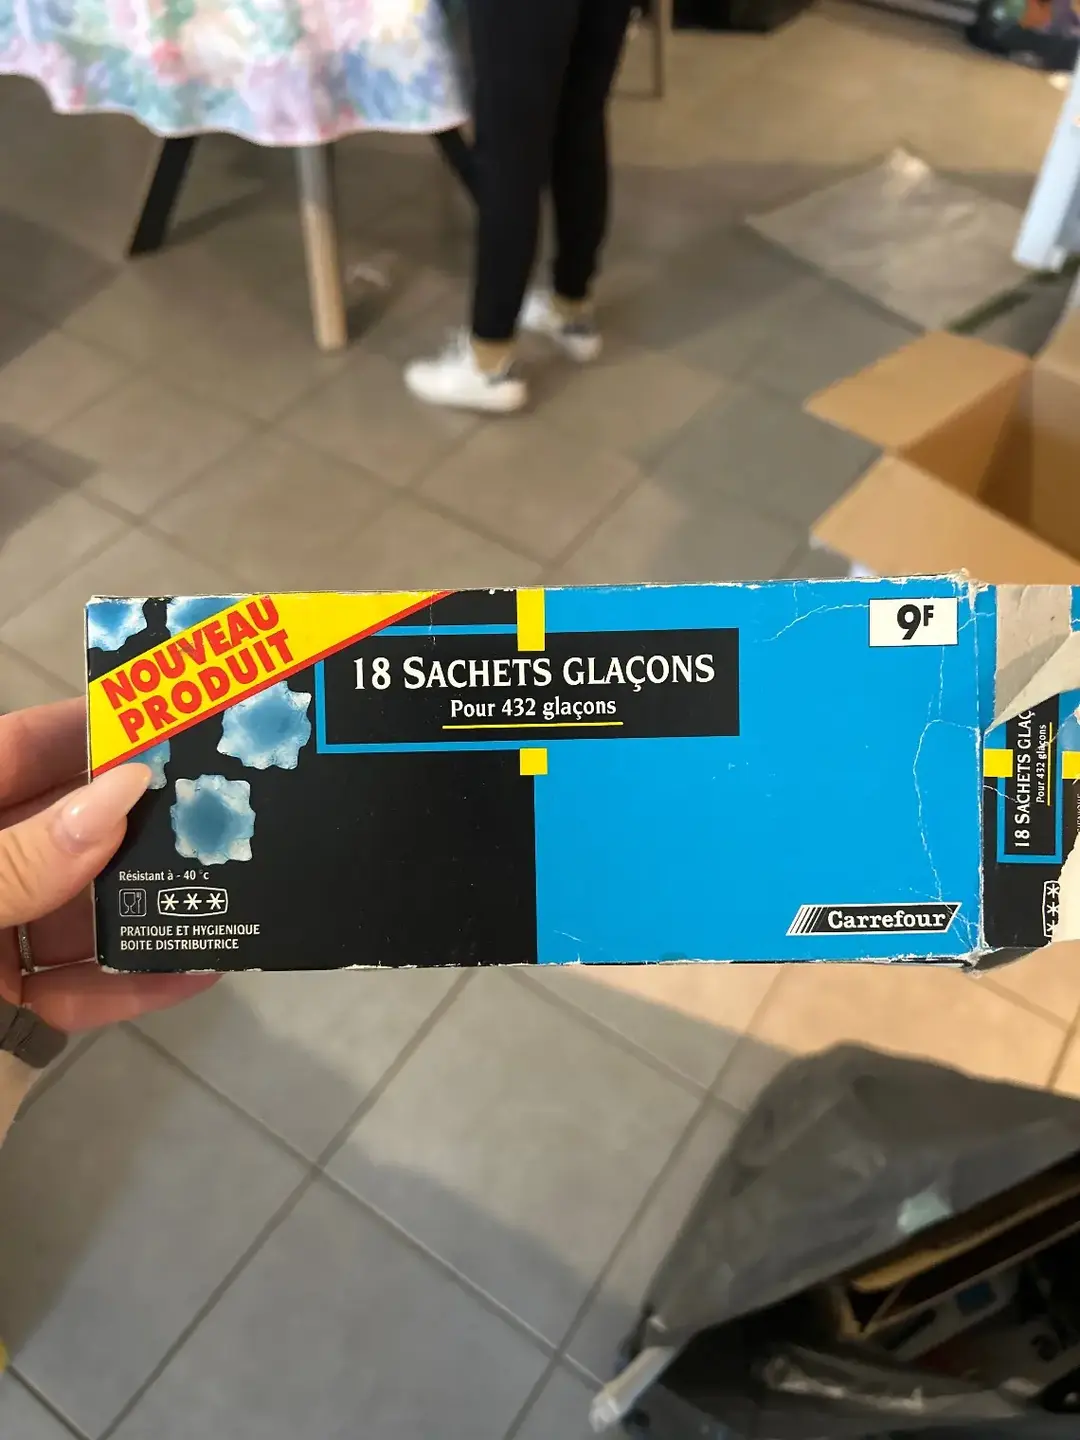 NOUVEAU
PRODUIT
18 SACHETS GLAÇONS
Pour 432 glaçons
9F
Résistant à - 40 °c
PRATIQUE ET HYGIENIQUE
BOITE DISTRIBUTRICE
Carrefour
18 SACHETS GLAÇ
Pour 432 glaçons